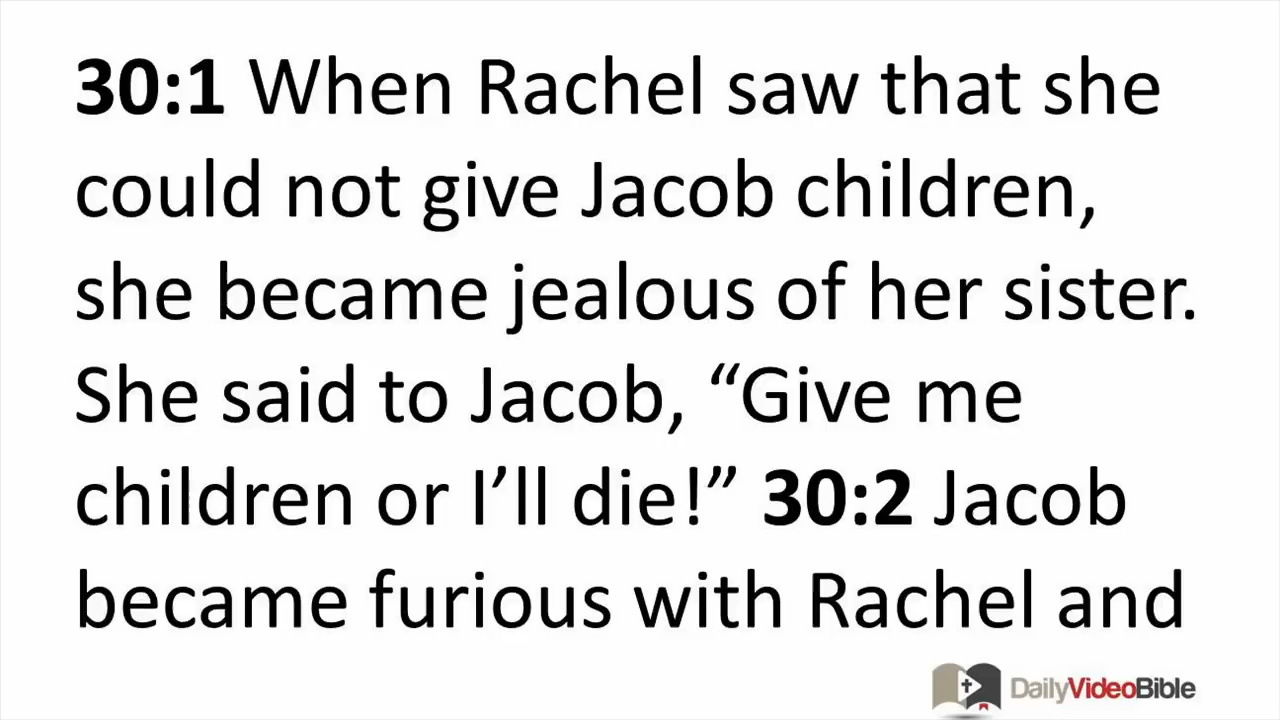 30:1 When Rachel saw that she
could not give Jacob children,
she became jealous of her sister.
She said to Jacob, “Give me
children or I’ll die!” 30:2 Jacob
became furious with Rachel and
DailyVideoBible